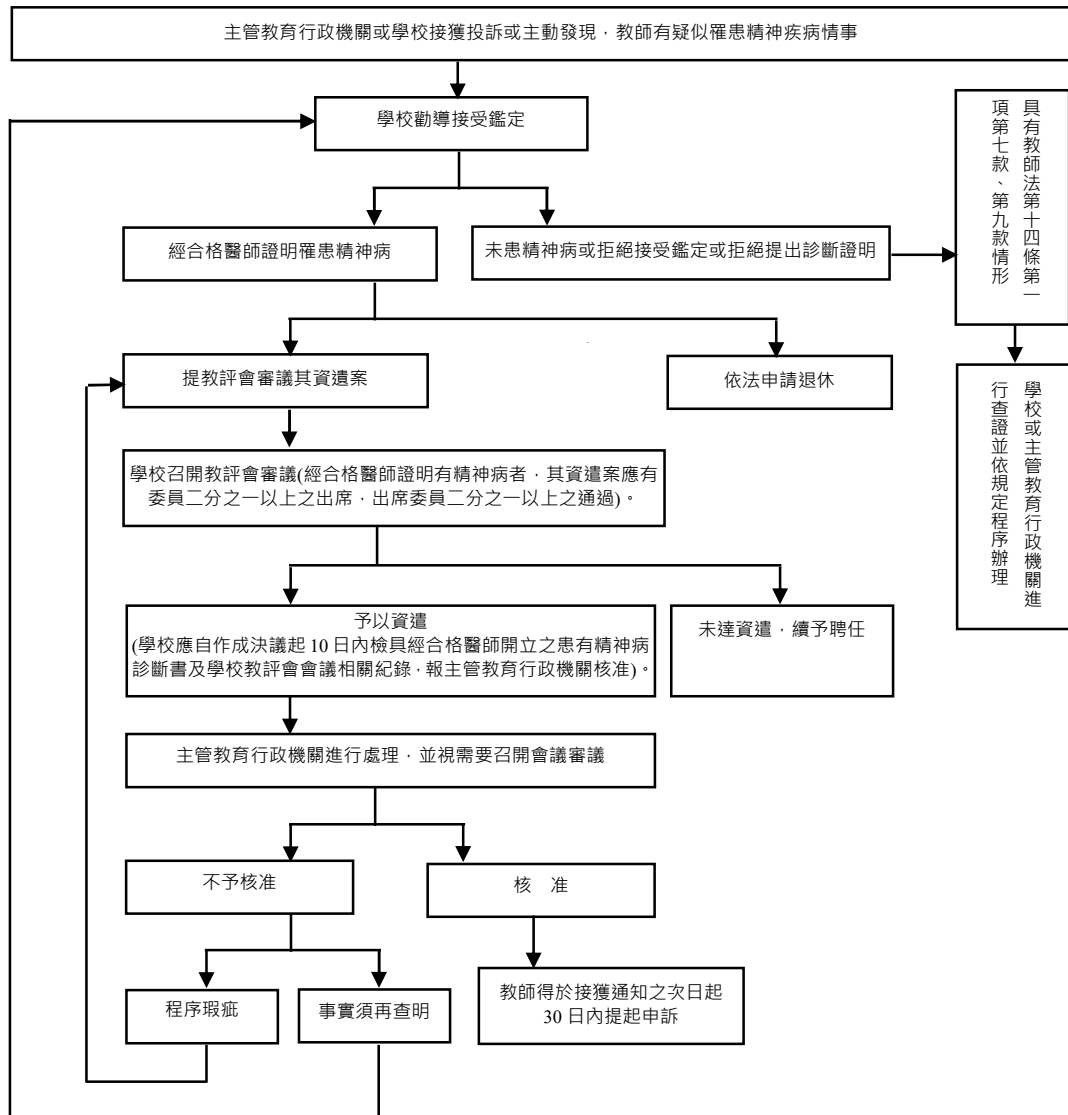 主管教育行政機關或學校接獲投訴或主動發現，教師有疑似罹患精神疾病情事
學校勸導接受鑑定
具有教師法第十四條第一
項第七款、第九款情形
經合格醫師證明罹患精神病
未患精神病或拒絕接受鑑定或拒絕提出診斷證明
提教評會審議其資遣案
依法申請退休
學校或主管教育行政機關進
行查證並依規定程序辦理
學校召開教評會審議(經合格醫師證明有精神病者，其資遣案應有
委員二分之一以上之出席，出席委員二分之一以上之通過)。
予以資遣
(學校應自作成決議起 10 日內檢具經合格醫師開立之患有精神病
診斷書及學校教評會會議相關紀錄，報主管教育行政機關核准)。
未達資遣，續予聘任
主管教育行政機關進行處理，並視需要召開會議審議
不予核准
核　准
程序瑕疵
事實須再查明
教師得於接獲通知之次日起
30 日內提起申訴